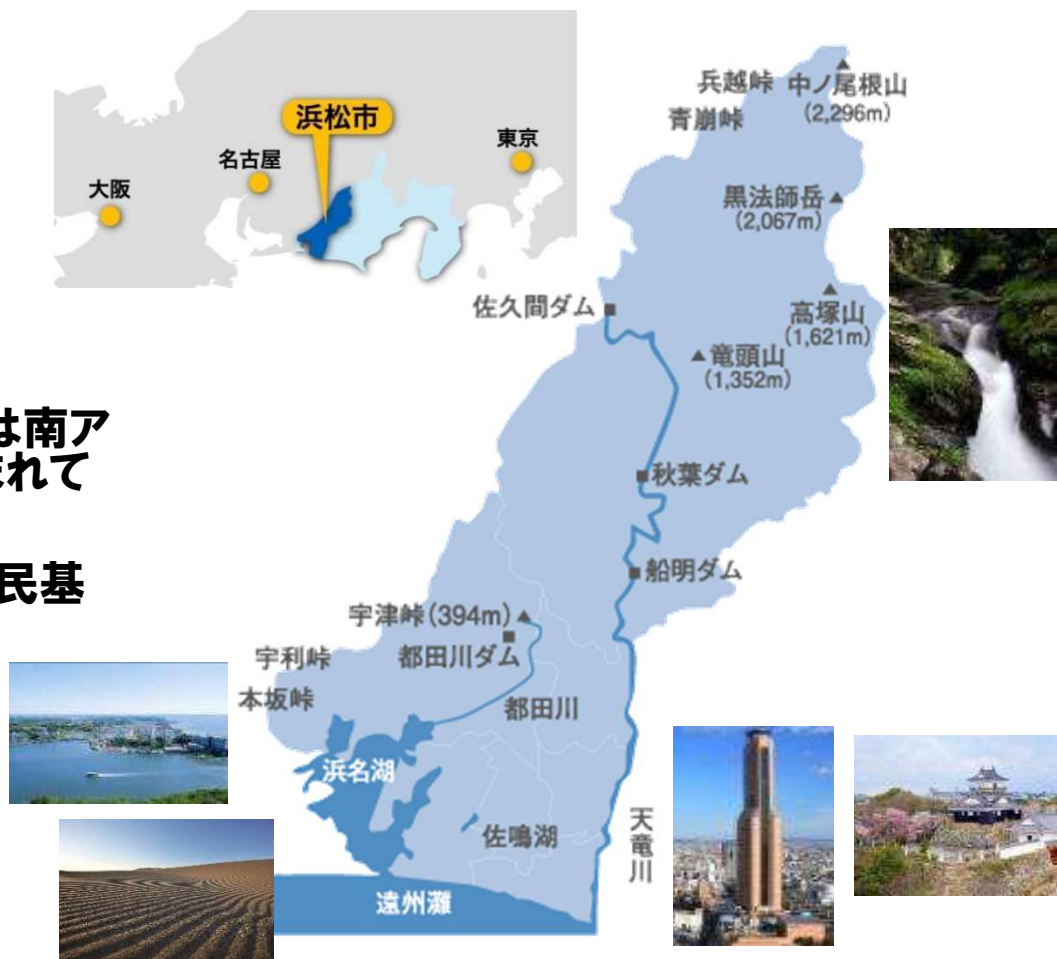 浜松市
東京
名古屋
大阪
兵越峠
中ノ尾根山
(2,296m)
青崩峠
黒法師岳
(2,067m)
佐久間ダム
高塚山
(1,621m)
竜頭山
(1,352m)
は南ア
まれて
秋葉ダム
船明ダム
民基
宇津峠(394m)
都田川ダム
宇利峠
本坂峠
都田川
浜名湖
佐鳴湖
天竜川
遠州灘